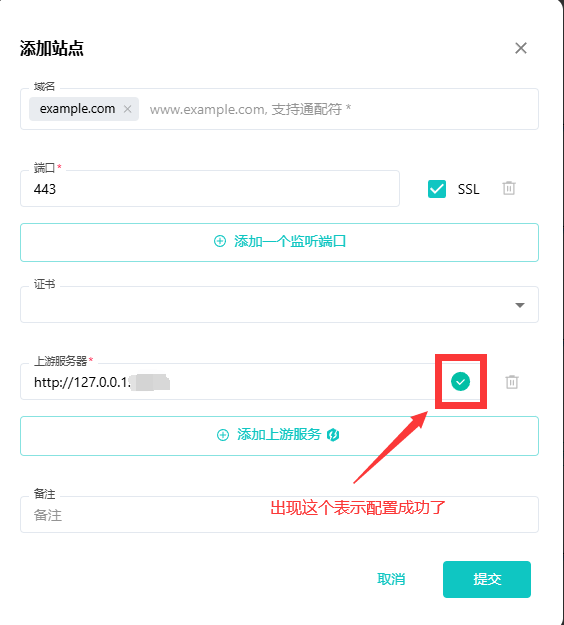 添加站点
域名
example.com
www.example.com, 支持通配符 *
端口*
443
SSL
添加一个监听端口
证书
上游服务器*
http://127.0.0.1.
添加上游服务
备注
备注
出现这个表示配置成功了
取消
提交